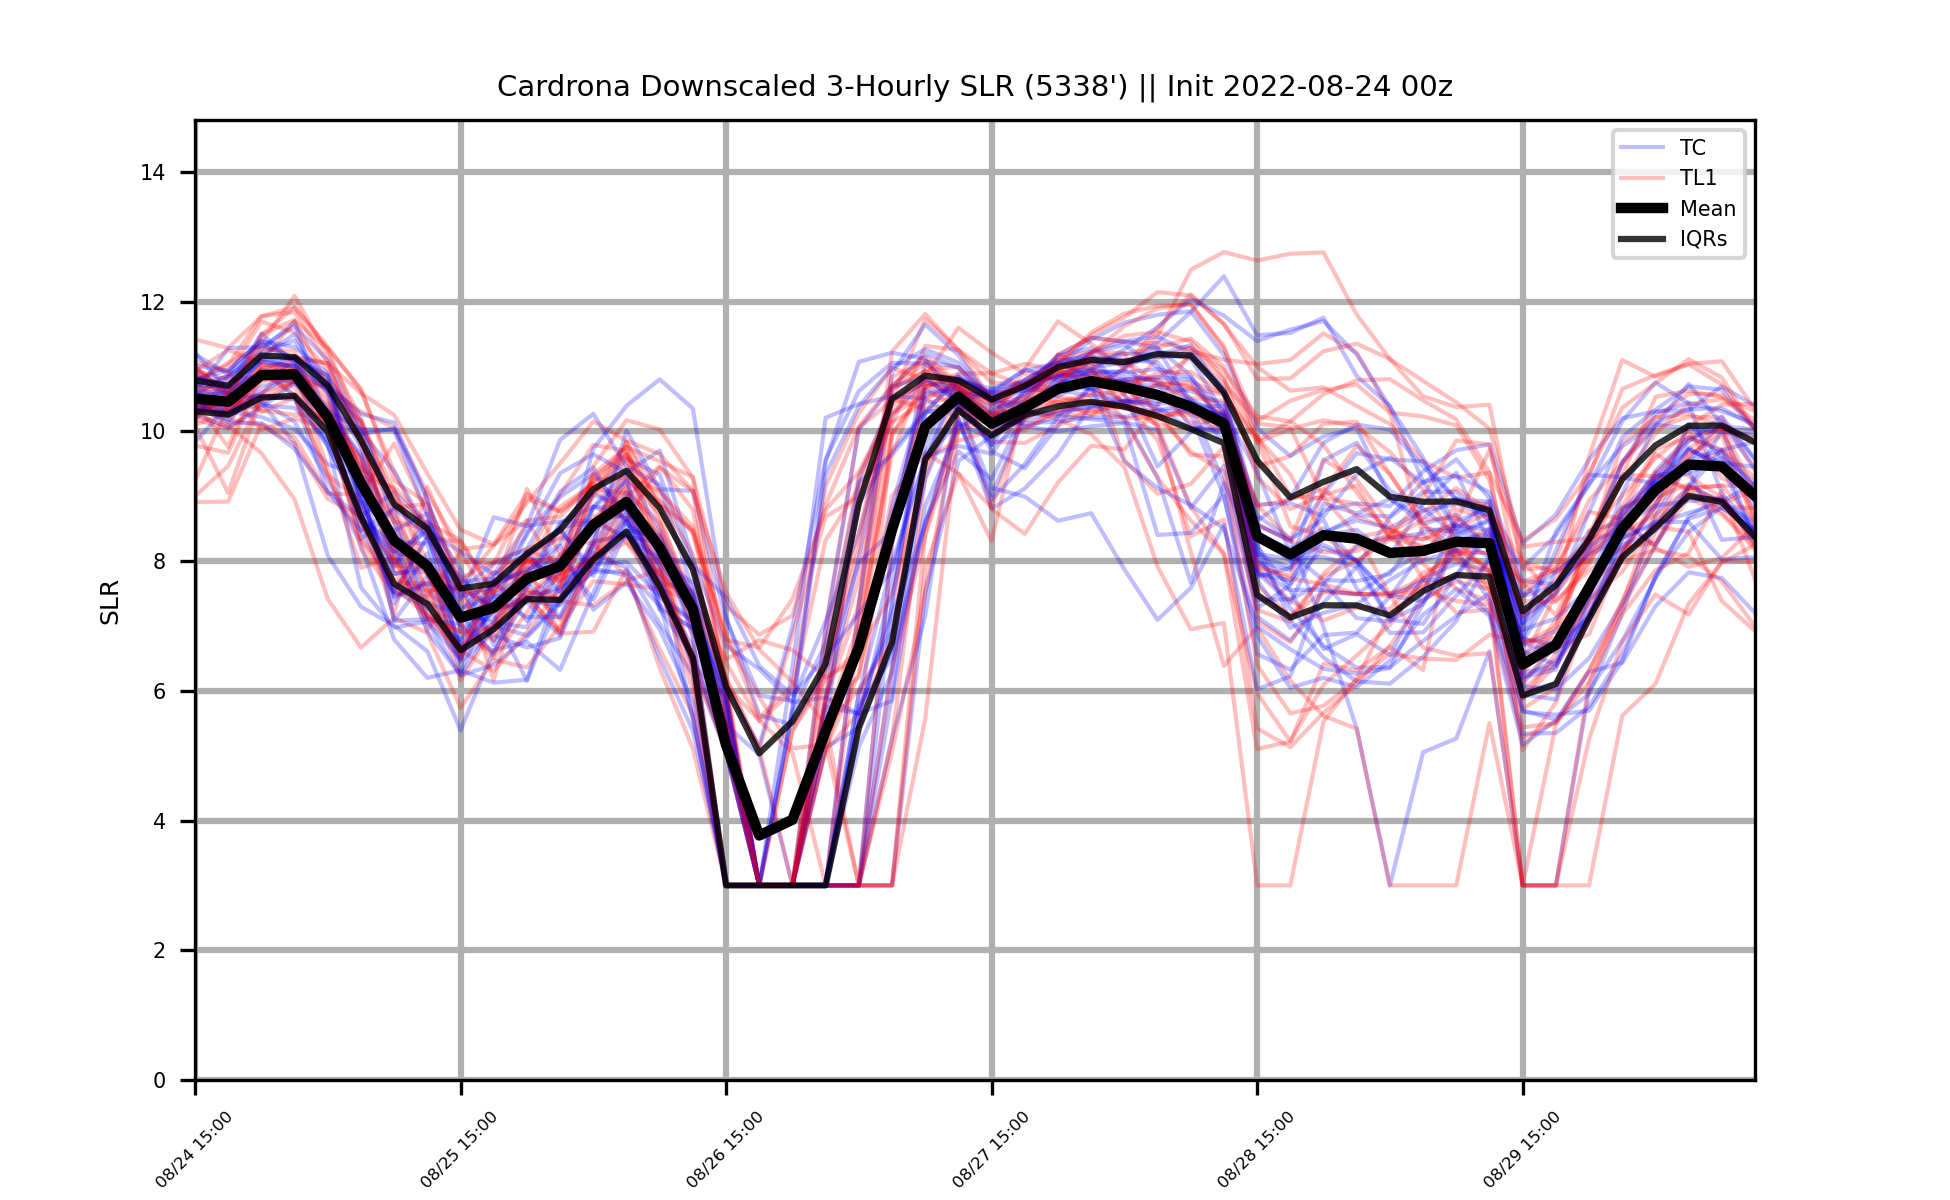 Cardrona Downscaled 3-Hourly SLR (5338') || Init 2022-08-24 00z
TC
TL1
Mean
IQRs
14
12
10
8
6
4
2
0
SLR
08/24 15:00
08/25 15:00
08/26 15:00
08/27 15:00
08/28 15:00
08/29 15:00